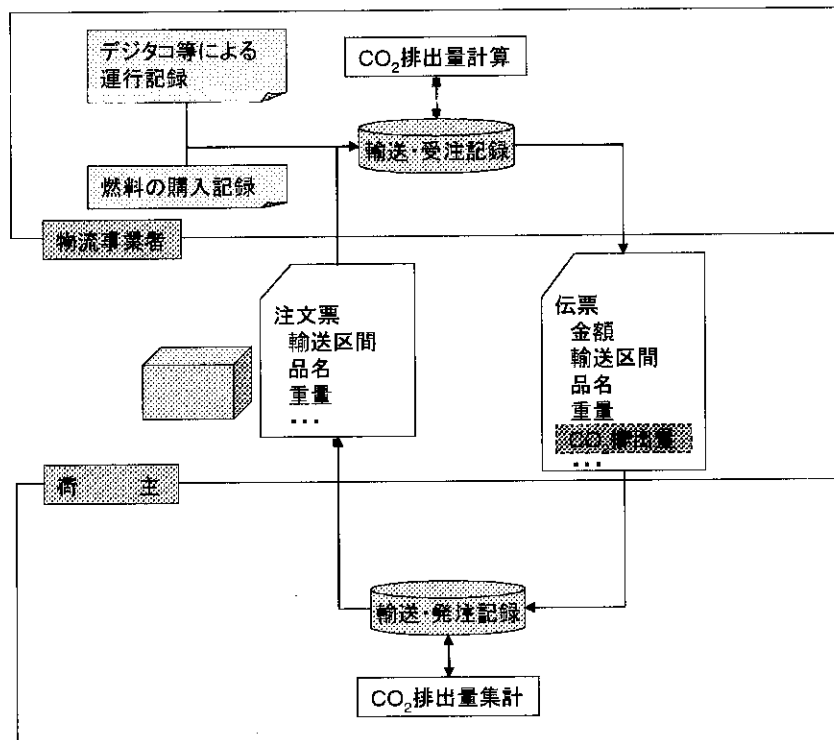 デジタコ等による
運行記録
CO₂排出量計算
輸送・受注記録
燃料の購入記録
物流事業者
注文票
輸送区間
品名
重量
・・・
伝票
金額
輸送区間
品名
重量
CO₂排出量
・・・
荷 主
輸送・発注記録
CO₂排出量集計